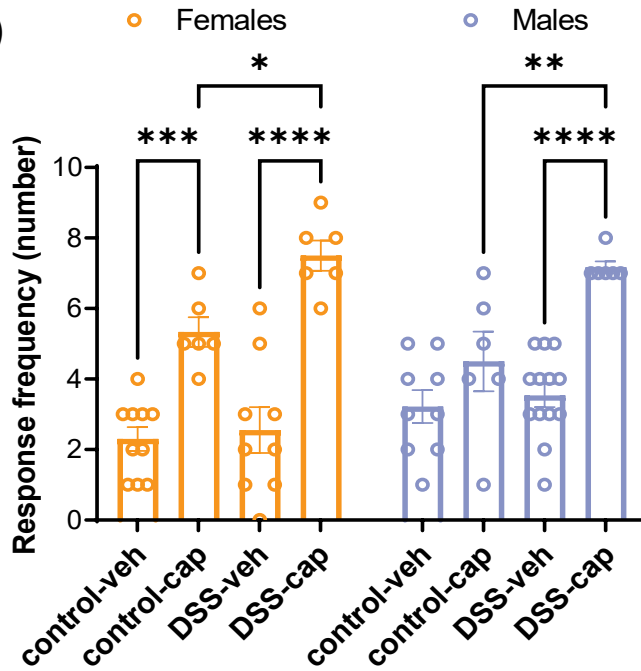 )
Females Males
* **
*** **** ****
Response frequency (number)
10
8
6
4
2
0
control-veh control-cap DSS-veh DSS-cap control-veh control-cap DSS-veh DSS-cap